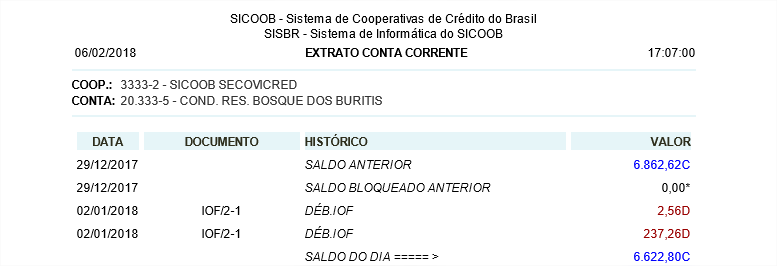 SICOOB - Sistema de Cooperativas de Crédito do Brasil
SISBR - Sistema de Informática do SICOOB
06/02/2018 EXTRATO CONTA CORRENTE 17:07:00
COOP.: 3333-2 - SICOOB SECOVICRED
CONTA: 20.333-5 - COND. RES. BOSQUE DOS BURITIS
DATA DOCUMENTO HISTÓRICO VALOR
29/12/2017 SALDO ANTERIOR 6.862,62C
29/12/2017 SALDO BLOQUEADO ANTERIOR 0,00*
02/01/2018 IOF/2-1 DÉB.IOF 2,56D
02/01/2018 IOF/2-1 DÉB.IOF 237,26D
SALDO DO DIA ===== > 6.622,80C